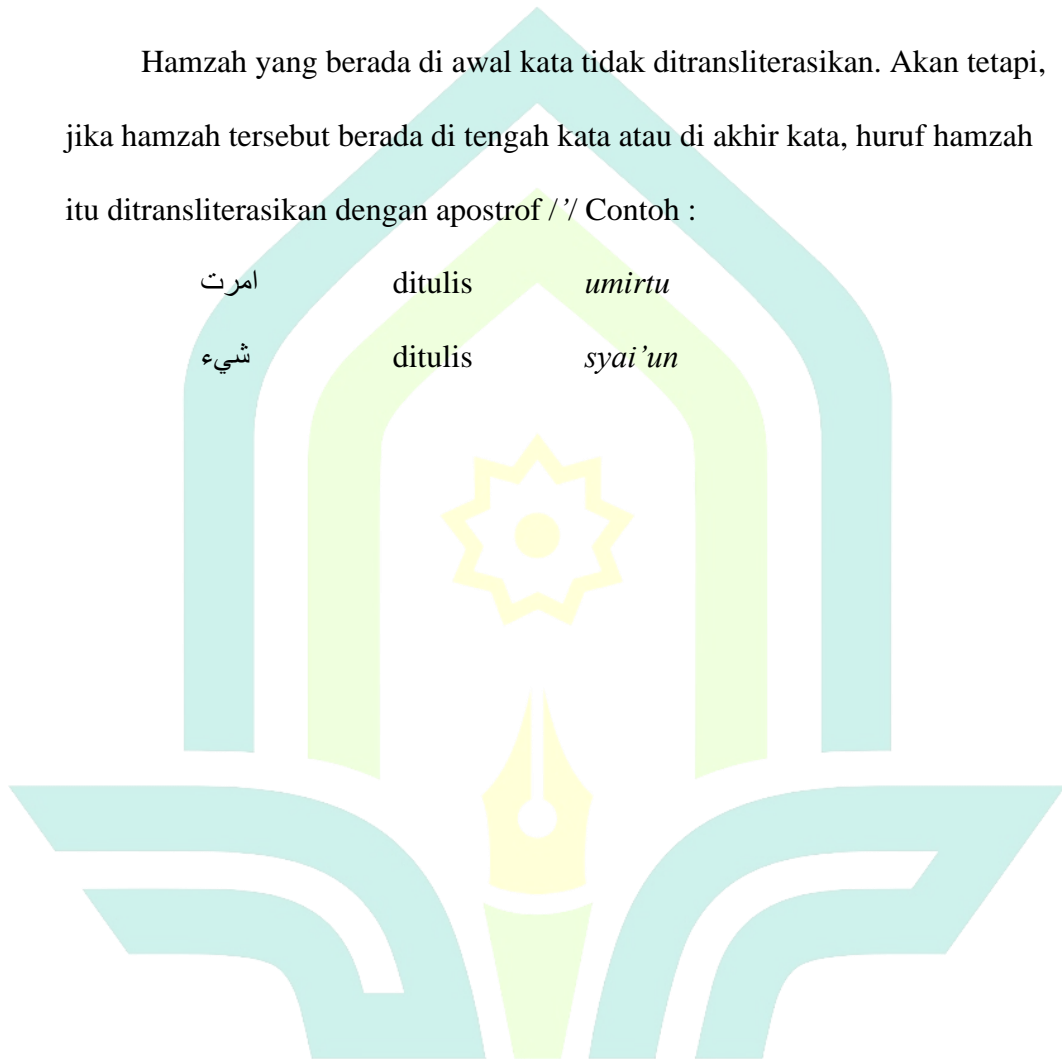 Hamzah yang berada di awal kata tidak ditransliterasikan. Akan tetapi,
jika hamzah tersebut berada di tengah kata atau di akhir kata, huruf hamzah
itu ditransliterasikan dengan apostrof /’/ Contoh :
امرت ditulis umirtu
شيء ditulis syai’un